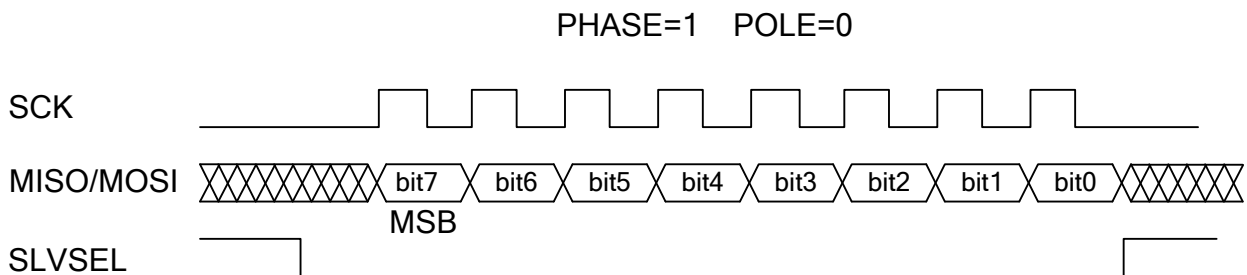 PHASE=1 POLE=0
SCK
MISO/MOSI bit7 bit6 bit5 bit4 bit3 bit2 bit1 bit0
MSB
SLVSEL